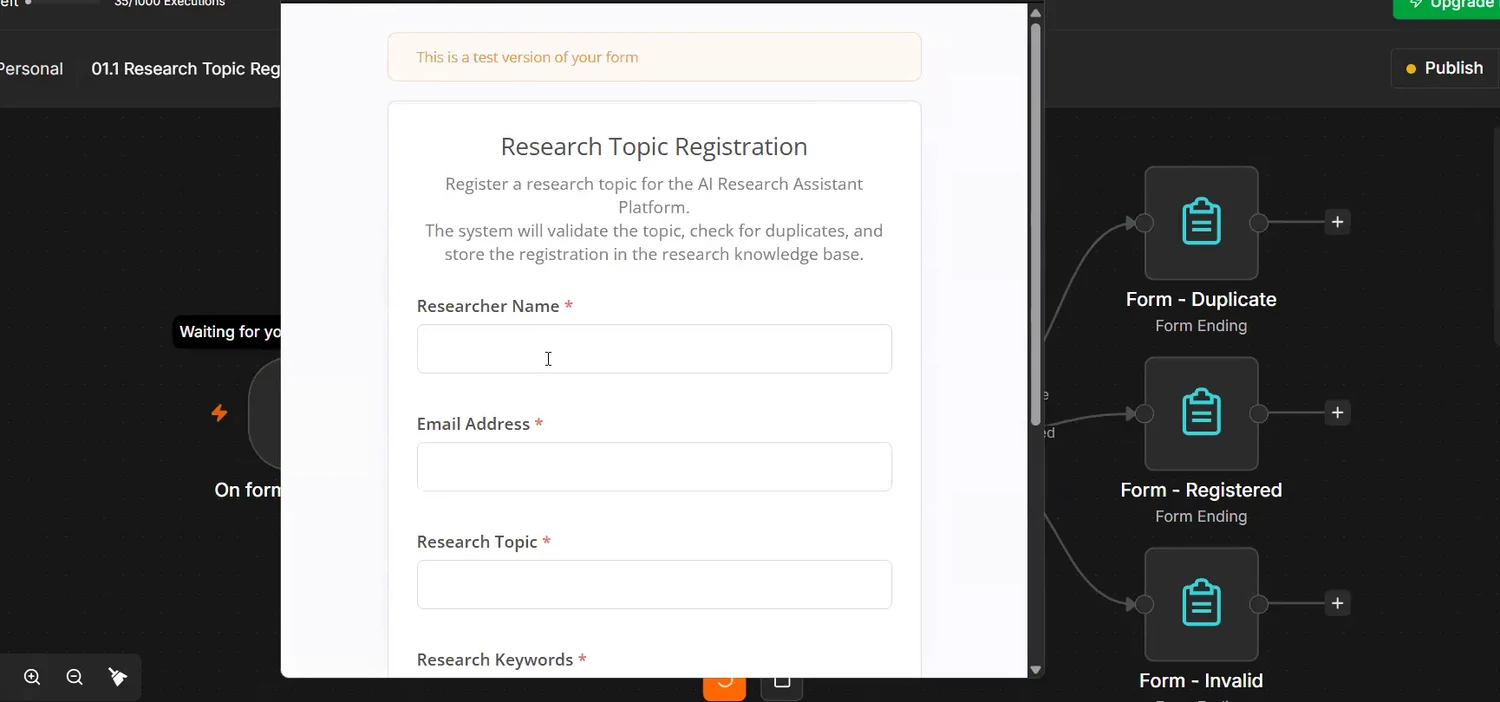 35/1000 Executions
Upgrade
Personal
01.1 Research Topic Reg
Publish
This is a test version of your form
Research Topic Registration
Register a research topic for the AI Research Assistant
Platform.
The system will validate the topic, check for duplicates, and
store the registration in the research knowledge base.
Researcher Name *
Email Address *
Research Topic *
Research Keywords *
Waiting for yo
On form
Form - Duplicate
Form Ending
Form - Registered
Form Ending
Form - Invalid